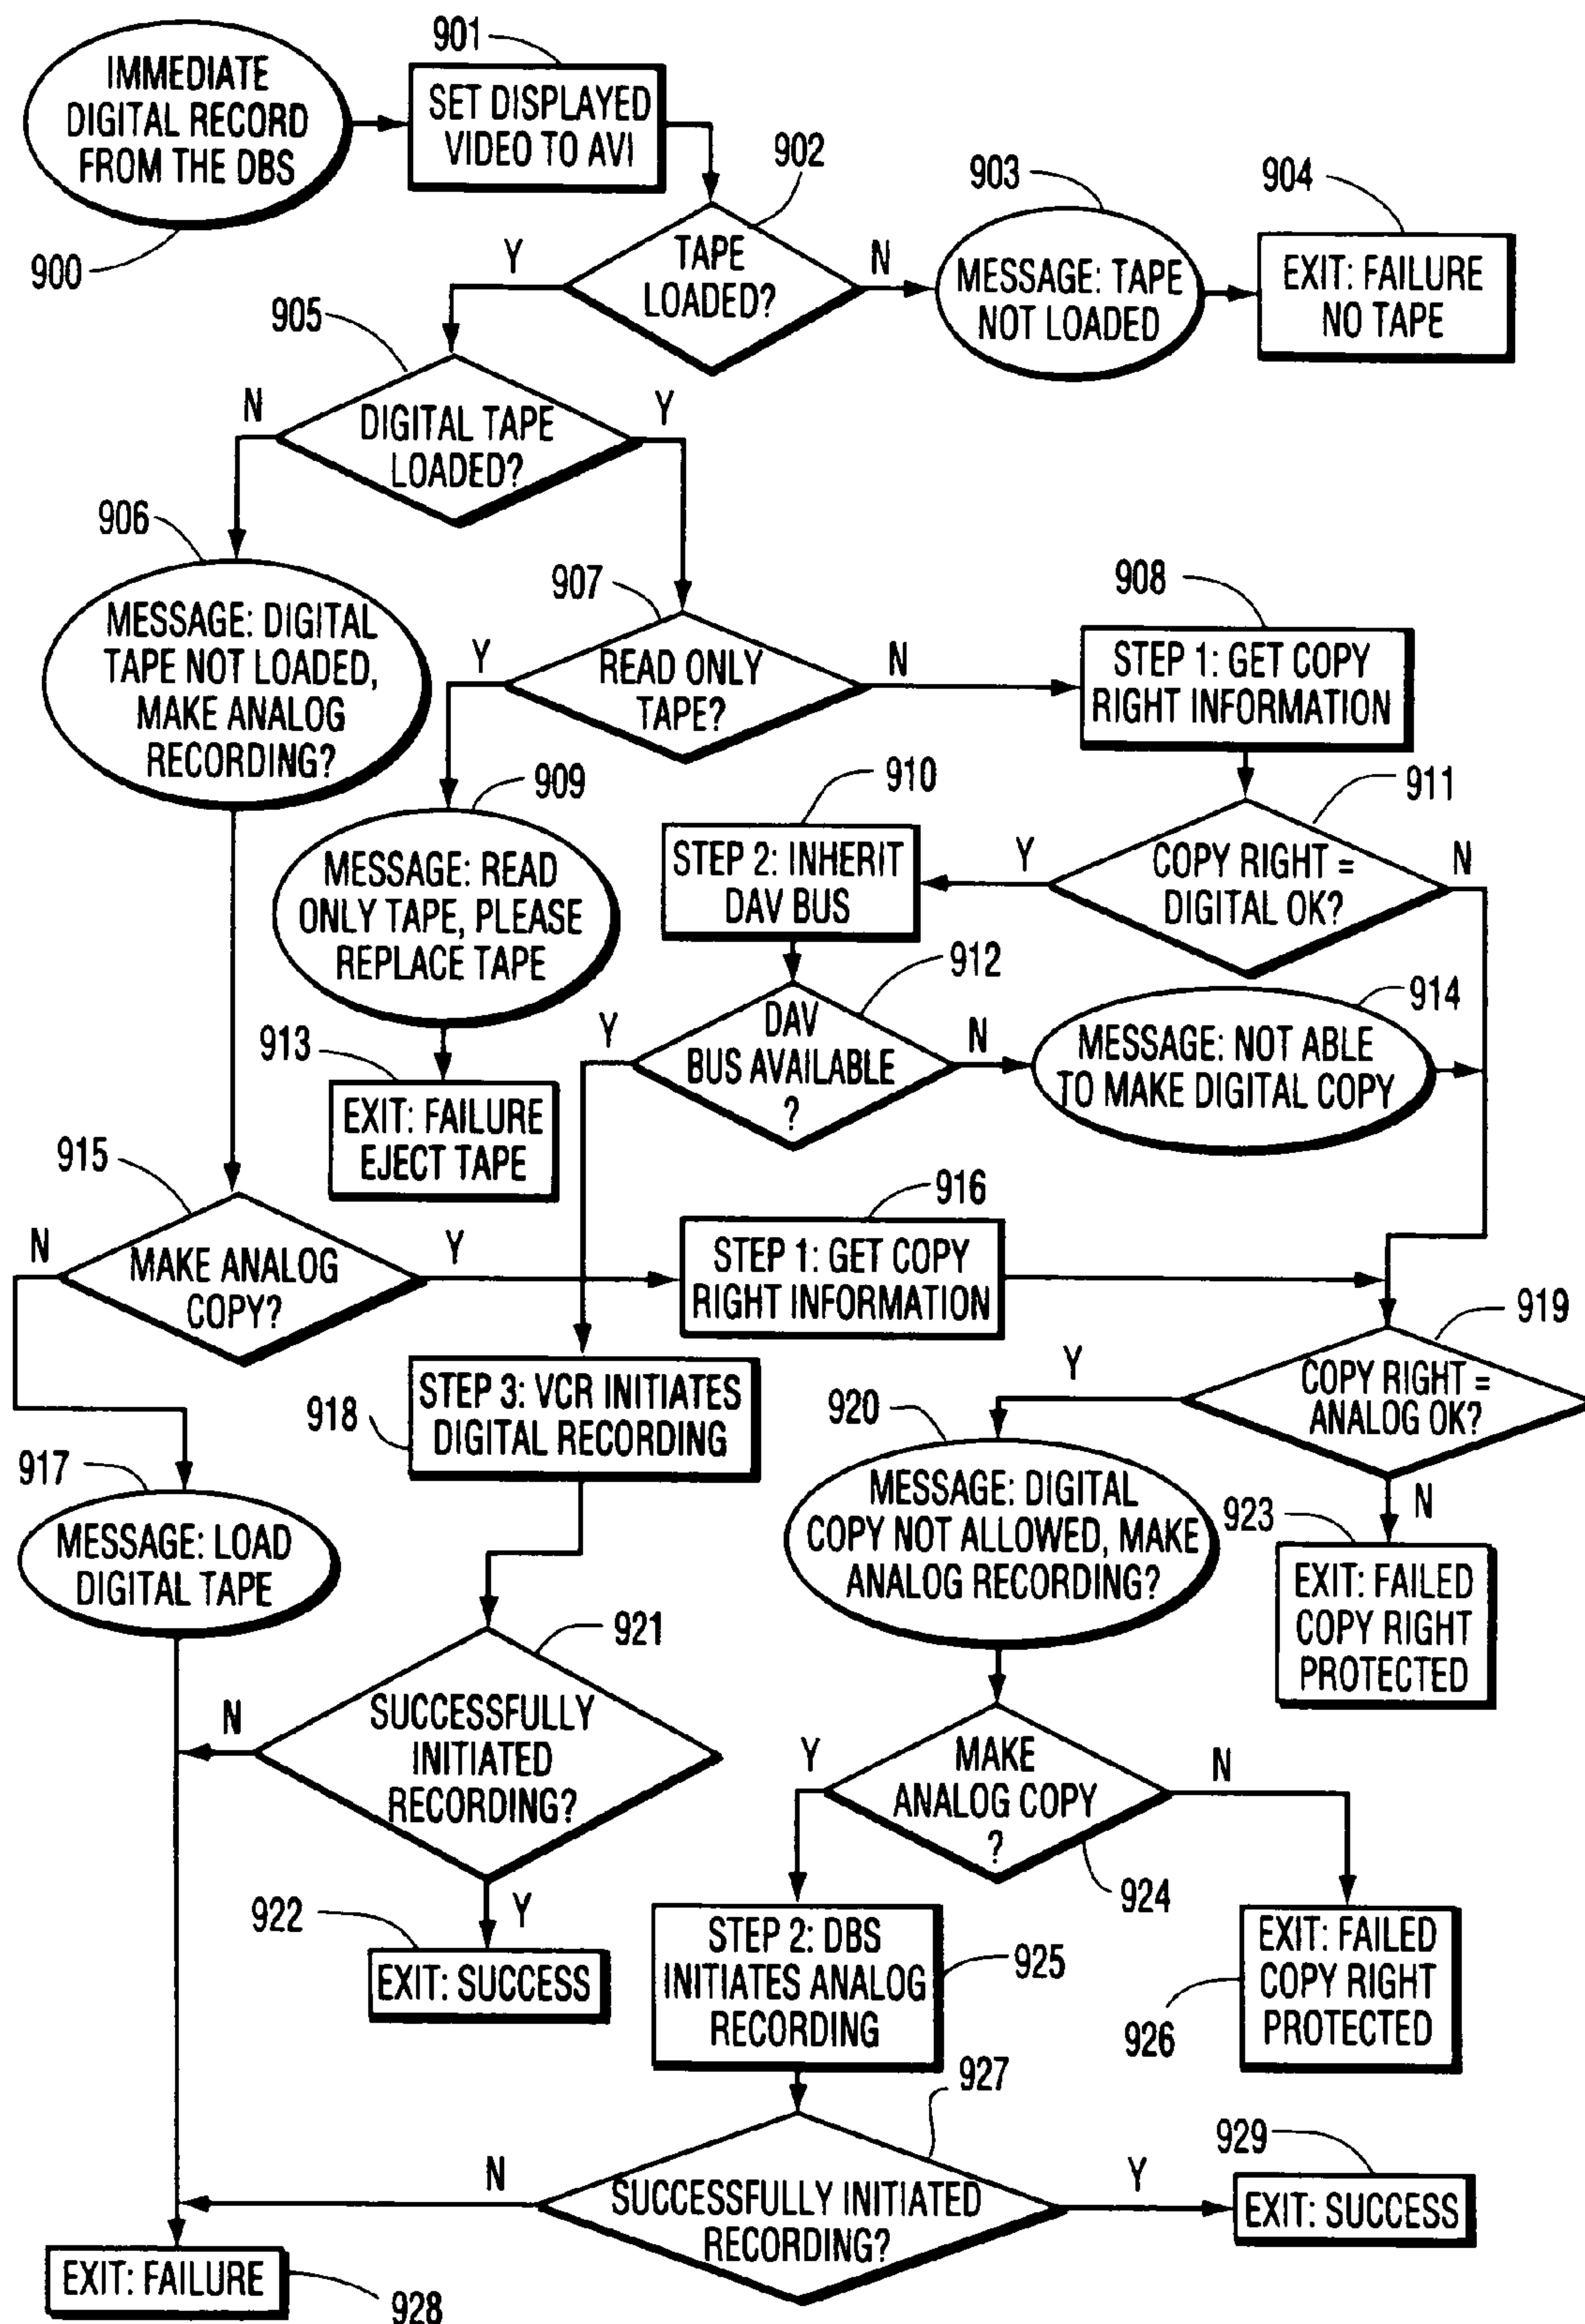 901
IMMEDIATE
DIGITAL RECORD
FROM THE DBS
900
SET DISPLAYED
VIDEO TO AVI
902
TAPE
LOADED?
Y
N
903
MESSAGE: TAPE
NOT LOADED
904
EXIT: FAILURE
NO TAPE
905
DIGITAL TAPE
LOADED?
N
Y
906
MESSAGE: DIGITAL
TAPE NOT LOADED,
MAKE ANALOG
RECORDING?
907
READ ONLY
TAPE?
Y
N
908
STEP 1: GET COPY
RIGHT INFORMATION
909
MESSAGE: READ
ONLY TAPE, PLEASE
REPLACE TAPE
910
STEP 2: INHERIT
DAV BUS
911
COPY RIGHT =
DIGITAL OK?
Y
N
912
DAV
BUS AVAILABLE
?
Y
N
913
EXIT: FAILURE
EJECT TAPE
914
MESSAGE: NOT ABLE
TO MAKE DIGITAL COPY
915
MAKE ANALOG
COPY?
N
Y
916
STEP 1: GET COPY
RIGHT INFORMATION
917
MESSAGE: LOAD
DIGITAL TAPE
918
STEP 3: VCR INITIATES
DIGITAL RECORDING
919
COPY RIGHT =
ANALOG OK?
Y
N
920
MESSAGE: DIGITAL
COPY NOT ALLOWED, MAKE
ANALOG RECORDING?
923
EXIT: FAILED
COPY RIGHT
PROTECTED
921
SUCCESSFULLY
INITIATED
RECORDING?
N
Y
922
EXIT: SUCCESS
MAKE
ANALOG COPY
?
Y
N
924
STEP 2: DBS
INITIATES ANALOG
RECORDING
925
EXIT: FAILED
COPY RIGHT
PROTECTED
926
927
SUCCESSFULLY INITIATED
RECORDING?
N
Y
929
EXIT: SUCCESS
EXIT: FAILURE
928